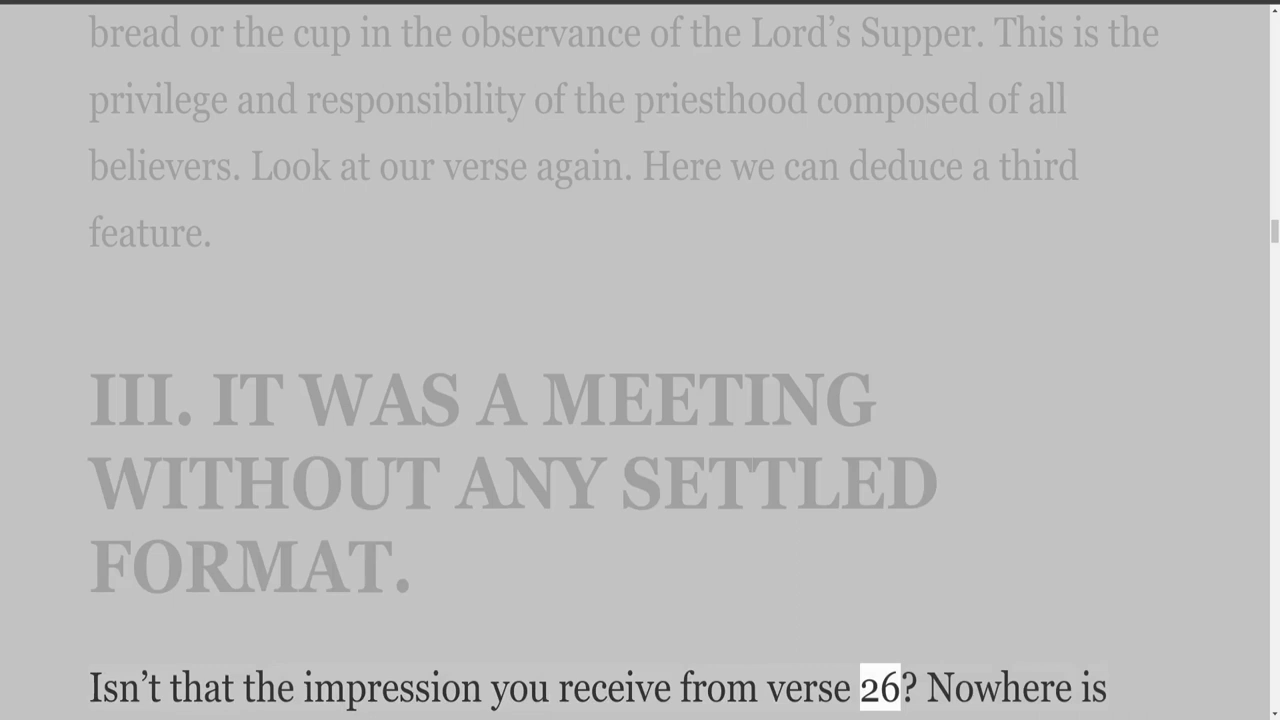 bread or the cup in the observance of the Lord’s Supper. This is the
privilege and responsibility of the priesthood composed of all
believers. Look at our verse again. Here we can deduce a third
feature.
III. IT WAS A MEETING
WITHOUT ANY SETTLED
FORMAT.
Isn’t that the impression you receive from verse 26? Nowhere is